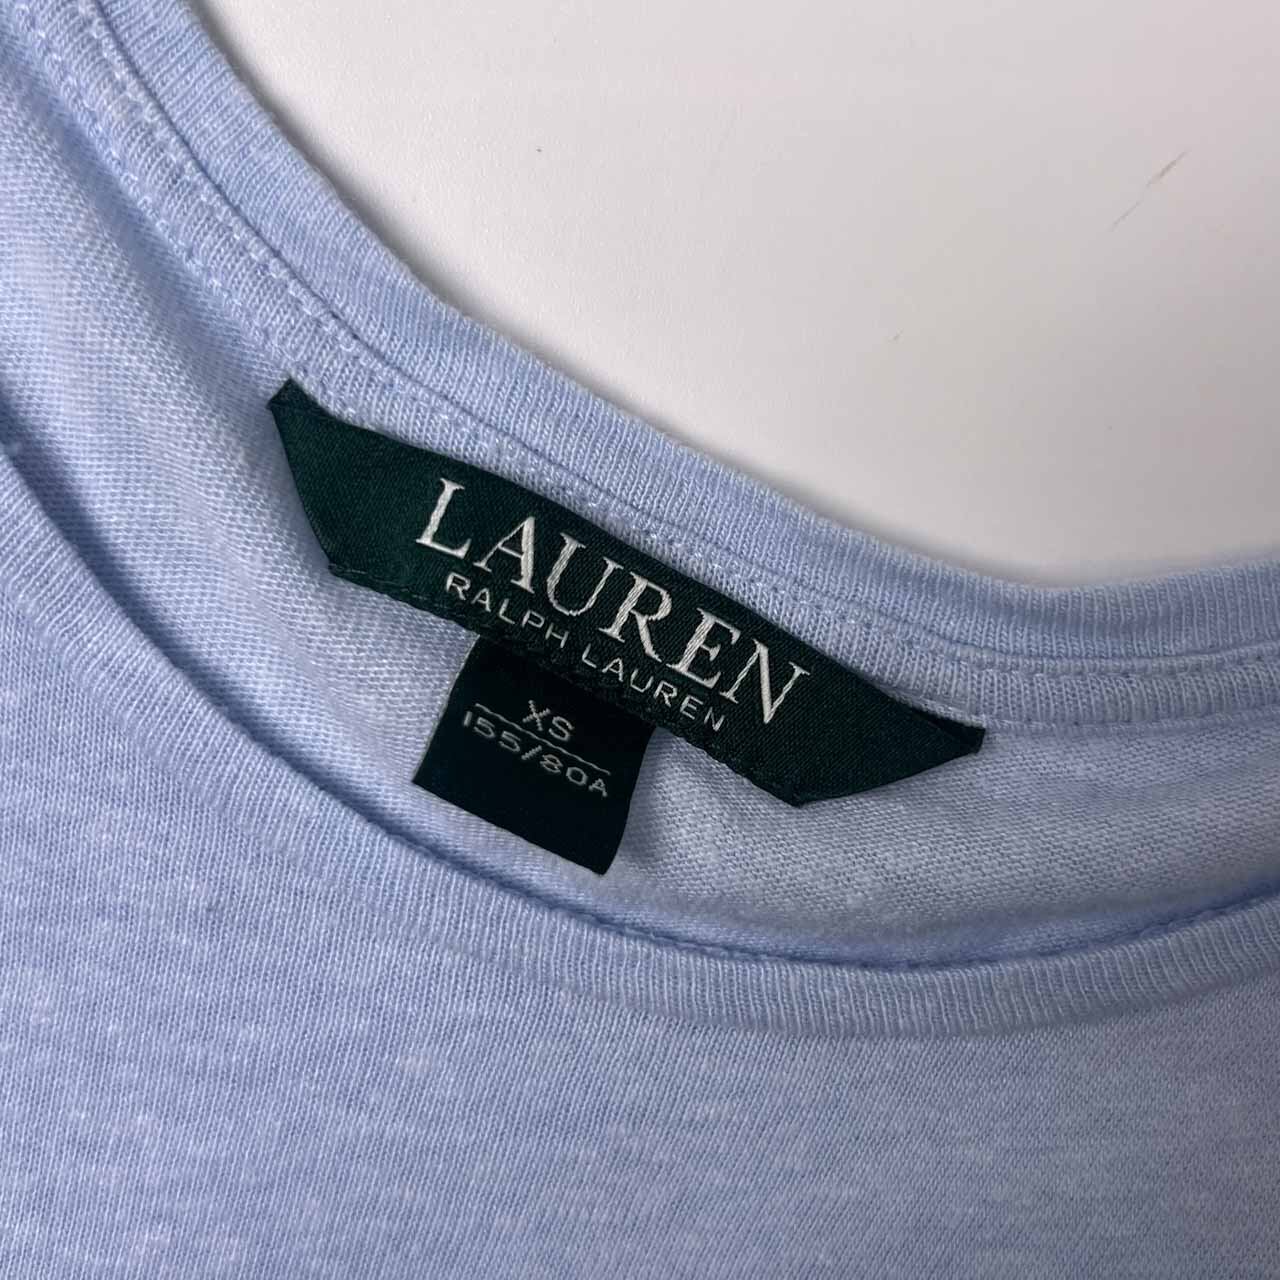 LAUREN
RALPH LAUREN
XS
155/80A